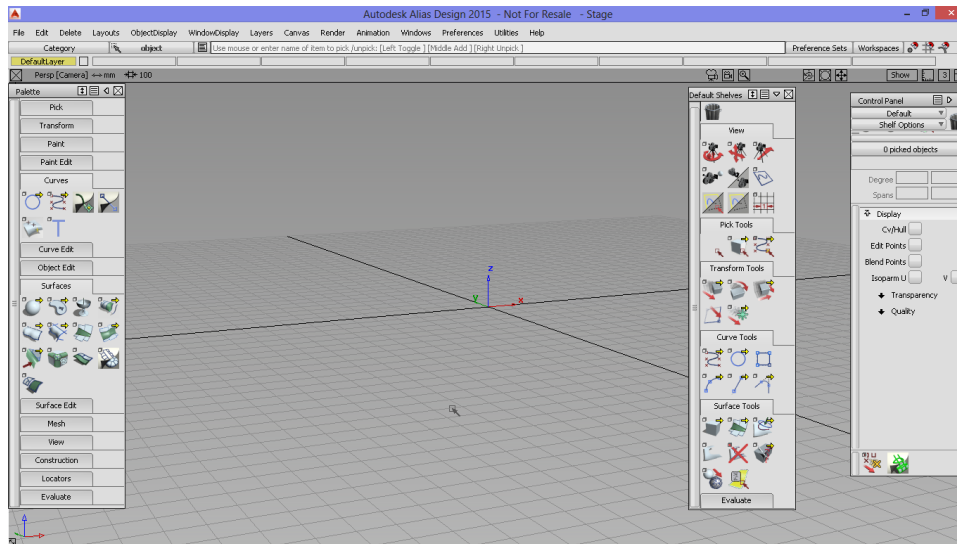 Autodesk Alias Design 2015 - Not For Resale - Stage
File Edit Delete Layouts ObjectDisplay WindowDisplay Layers Canvas Render Animation Windows Preferences Utilities Help
Category object Use mouse or enter name of item to pick /unpick: [Left Toggle ] [Middle Add ] [Right Unpick ] Preference Sets Workspaces
DefaultLayer
Persp [Camera] mm 100 Show 3
Palette
Pick
Transform
Paint
Paint Edit
Curves
Curve Edit
Object Edit
Surfaces
Surface Edit
Mesh
View
Construction
Locators
Evaluate
z
y
x
Default Shelves
View
Pick Tools
Transform Tools
Curve Tools
Surface Tools
Evaluate
Control Panel
Default
Shelf Options
0 picked objects
Degree
Spans
Display
Cv/Hull
Edit Points
Blend Points
Isoparm U V
Transparency
Quality